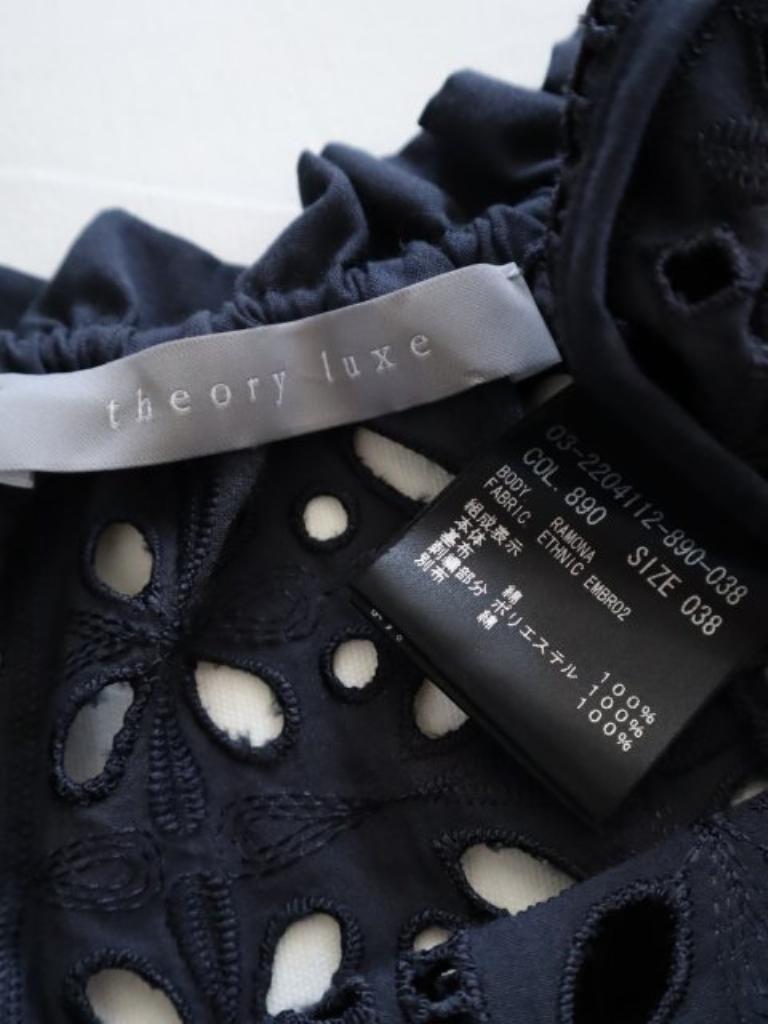 theory luxe
03-2204112-890-038
COL. 890 SIZE 038
BODY RAMONA
FABRIC ETHNIC EMBRO2
組成表示
本体
基布 綿 100%
刺繍部分 ポリエステル 100%
別布 綿 100%